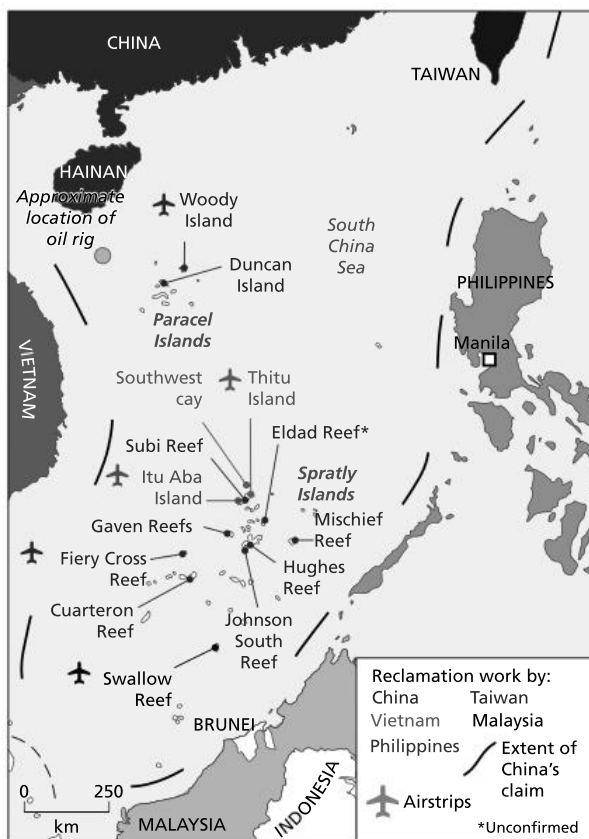 CHINA
TAIWAN
HAINAN
Approximate
location of
oil rig
Woody
Island
South
China
Sea
Duncan
Island
PHILIPPINES
Paracel
Islands
Manila
VIETNAM
Southwest
cay
Thitu
Island
Eldad Reef*
Subi Reef
Itu Aba
Island
Spratly
Islands
Gaven Reefs
Mischief
Reef
Fiery Cross
Reef
Hughes
Reef
Cuarteron
Reef
Johnson
South
Reef
Swallow
Reef
BRUNEI
Reclamation work by:
China Taiwan
Vietnam Malaysia
Philippines
Extent of
China's
claim
Airstrips
*Unconfirmed
0 250
km
MALAYSIA
INDONESIA